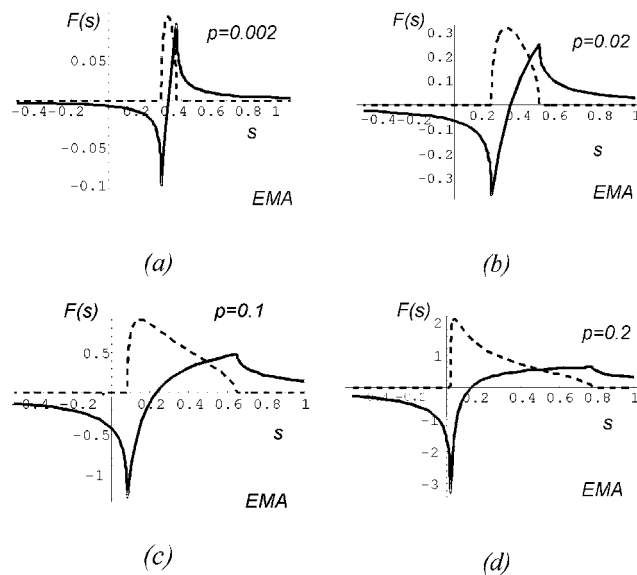 F(s)
p=0.002
0.05
-0.4 -0.2 0.2 0.4 0.6 0.8 1
s
-0.05
-0.1
EMA
(a)
F(s)
p=0.02
0.3
0.2
0.1
-0.4 -0.2 0.2 0.4 0.6 0.8 1
-0.1
-0.2
-0.3
s
EMA
(b)
F(s)
p=0.1
0.5
-0.4 -0.2 0.2 0.4 0.6 0.8 1
s
-0.5
-1
EMA
(c)
F(s)
p=0.2
2
1
-0.4 -0.2 0.2 0.4 0.6 0.8 1
s
-1
-2
-3
EMA
(d)